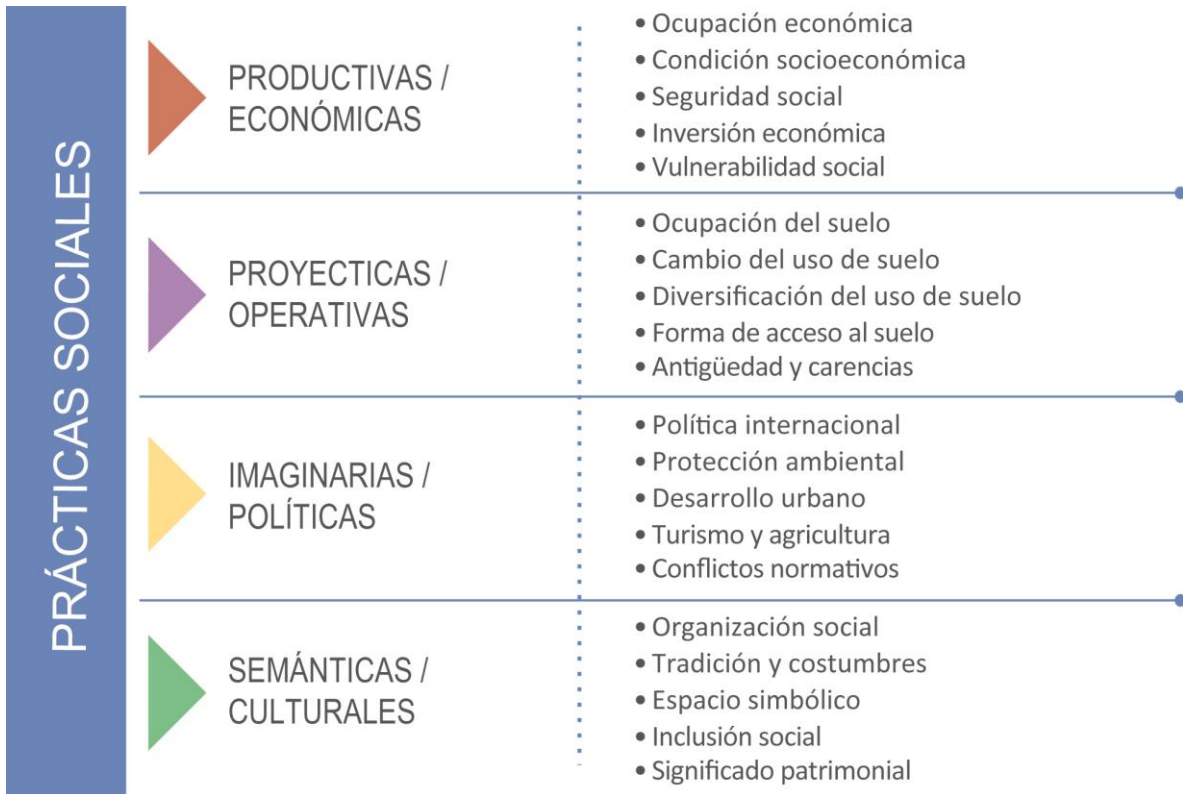 PRÁCTICAS SOCIALES
PRODUCTIVAS /
ECONÓMICAS
• Ocupación económica
• Condición socioeconómica
• Seguridad social
• Inversión económica
• Vulnerabilidad social
PROYECTICAS /
OPERATIVAS
• Ocupación del suelo
• Cambio del uso de suelo
• Diversificación del uso de suelo
• Forma de acceso al suelo
• Antigüedad y carencias
IMAGINARIAS /
POLÍTICAS
• Política internacional
• Protección ambiental
• Desarrollo urbano
• Turismo y agricultura
• Conflictos normativos
SEMÁNTICAS /
CULTURALES
• Organización social
• Tradición y costumbres
• Espacio simbólico
• Inclusión social
• Significado patrimonial